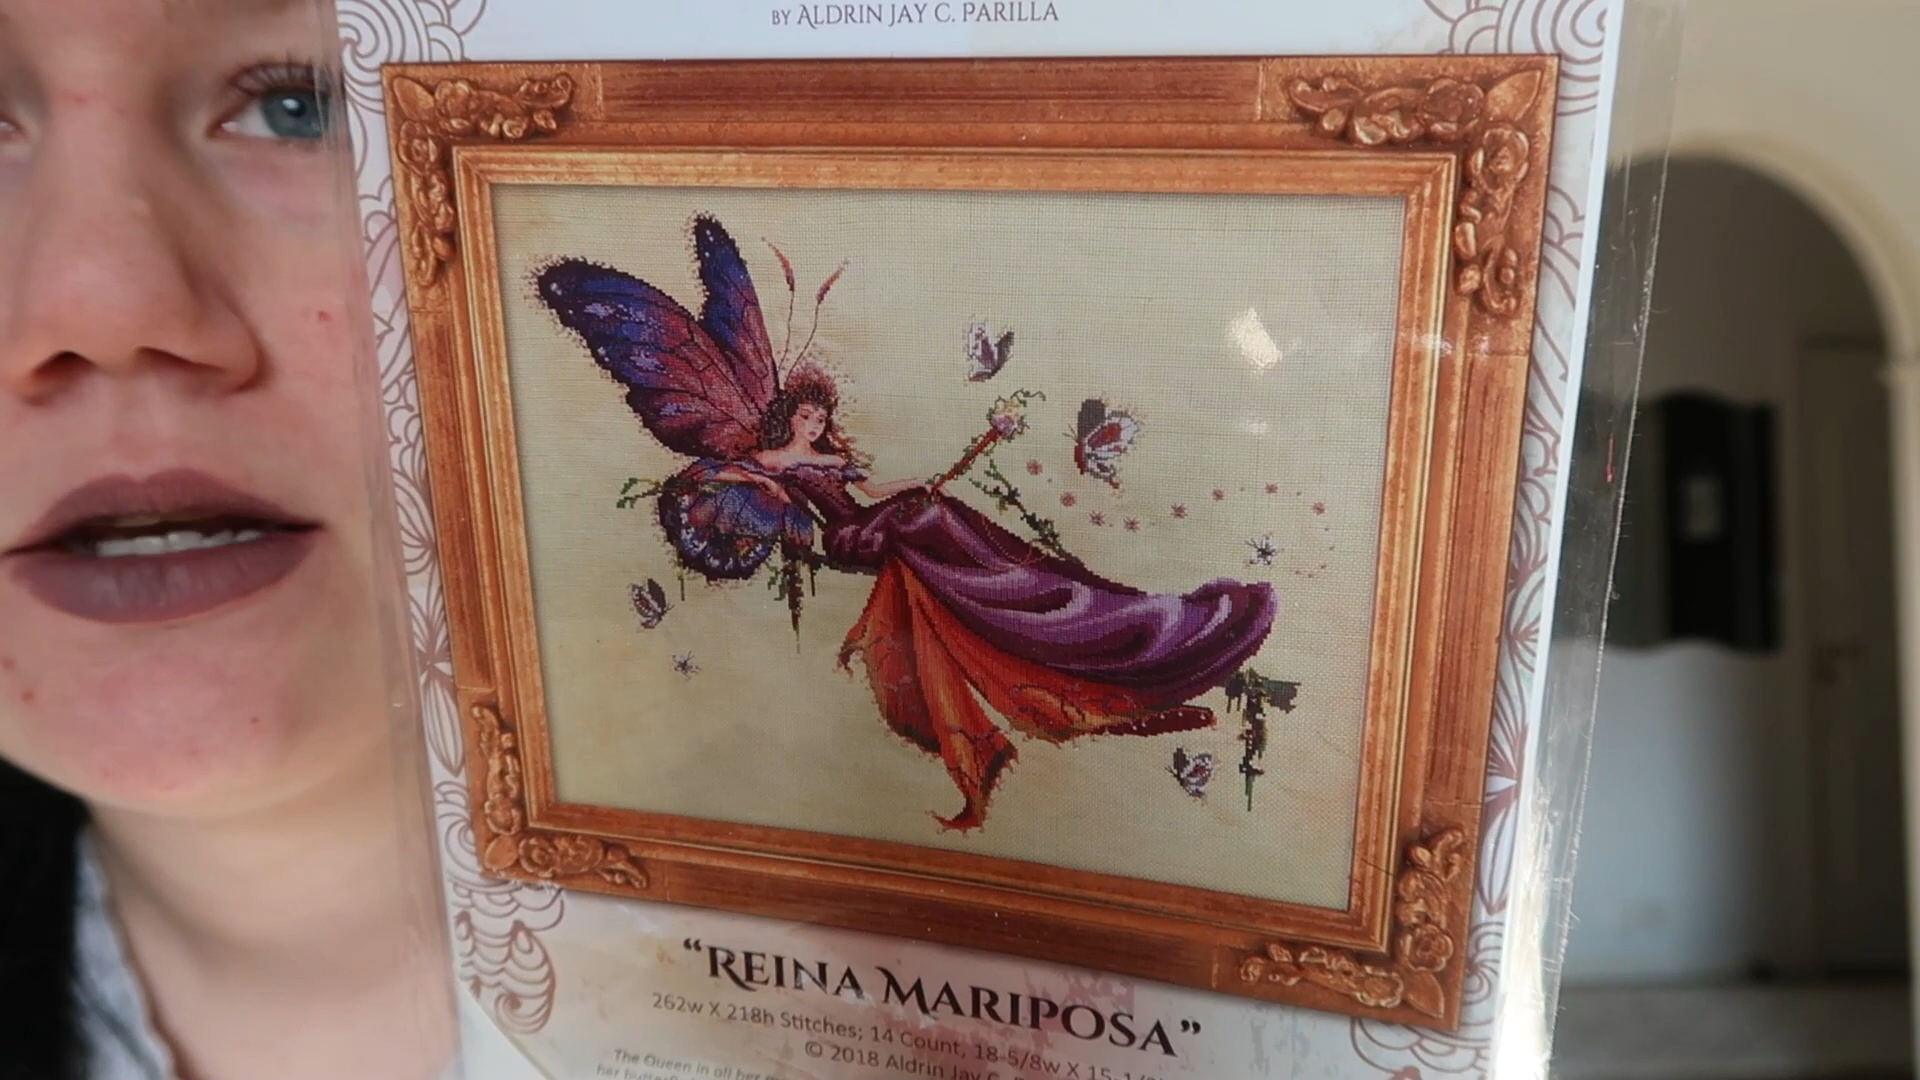 BY ALDRIN JAY C. PARILLA
“REINA MARIPOSA”
262w X 218h Stitches; 14 Count, 18-5/8w X 15-1/
© 2018 Aldrin Jay C.
The Queen in all her
her